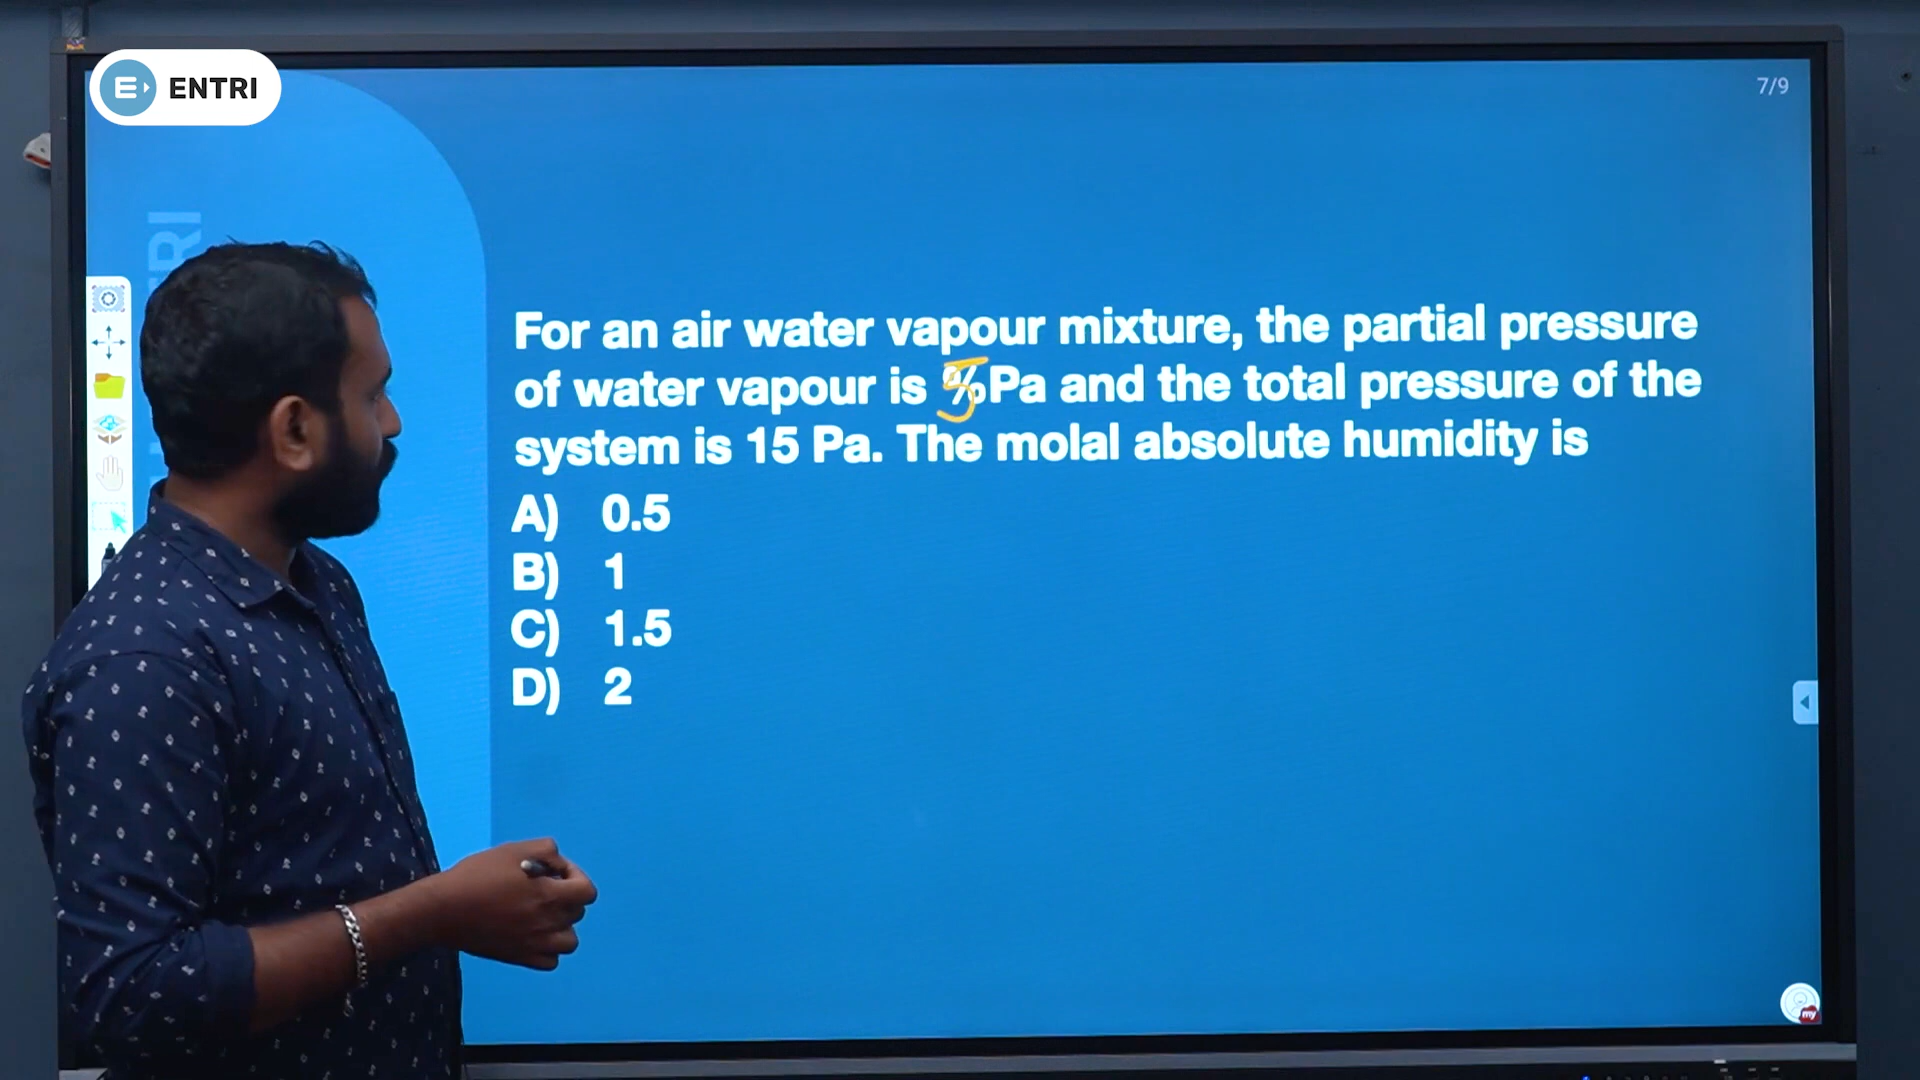 ENTRI
7/9
For an air water vapour mixture, the partial pressure
of water vapour is 5 Pa and the total pressure of the
system is 15 Pa. The molal absolute humidity is
A) 0.5
B) 1
C) 1.5
D) 2
my